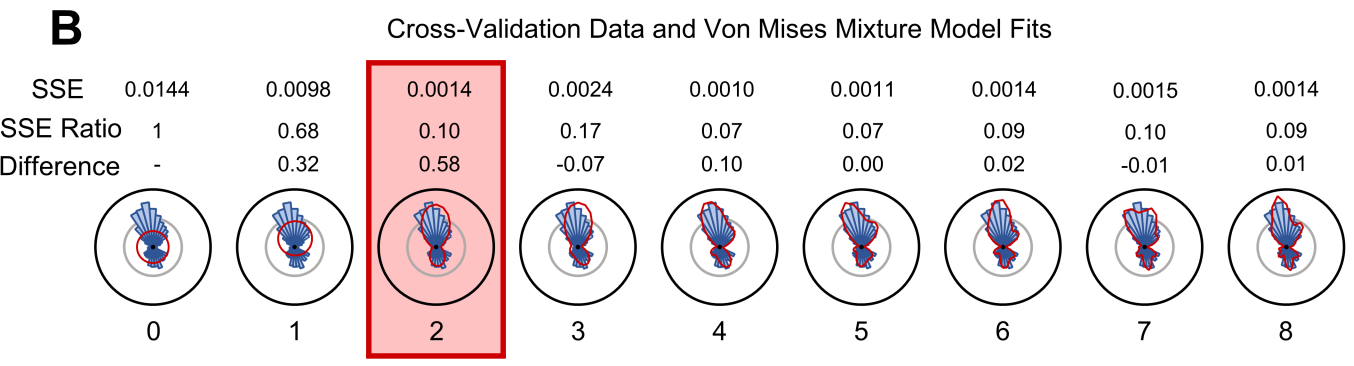 B
Cross-Validation Data and Von Mises Mixture Model Fits
SSE 0.0144 0.0098 0.0014 0.0024 0.0010 0.0011 0.0014 0.0015 0.0014
SSE Ratio 1 0.68 0.10 0.17 0.07 0.07 0.09 0.10 0.09
Difference - 0.32 0.58 -0.07 0.10 0.00 0.02 -0.01 0.01
0 1 2 3 4 5 6 7 8